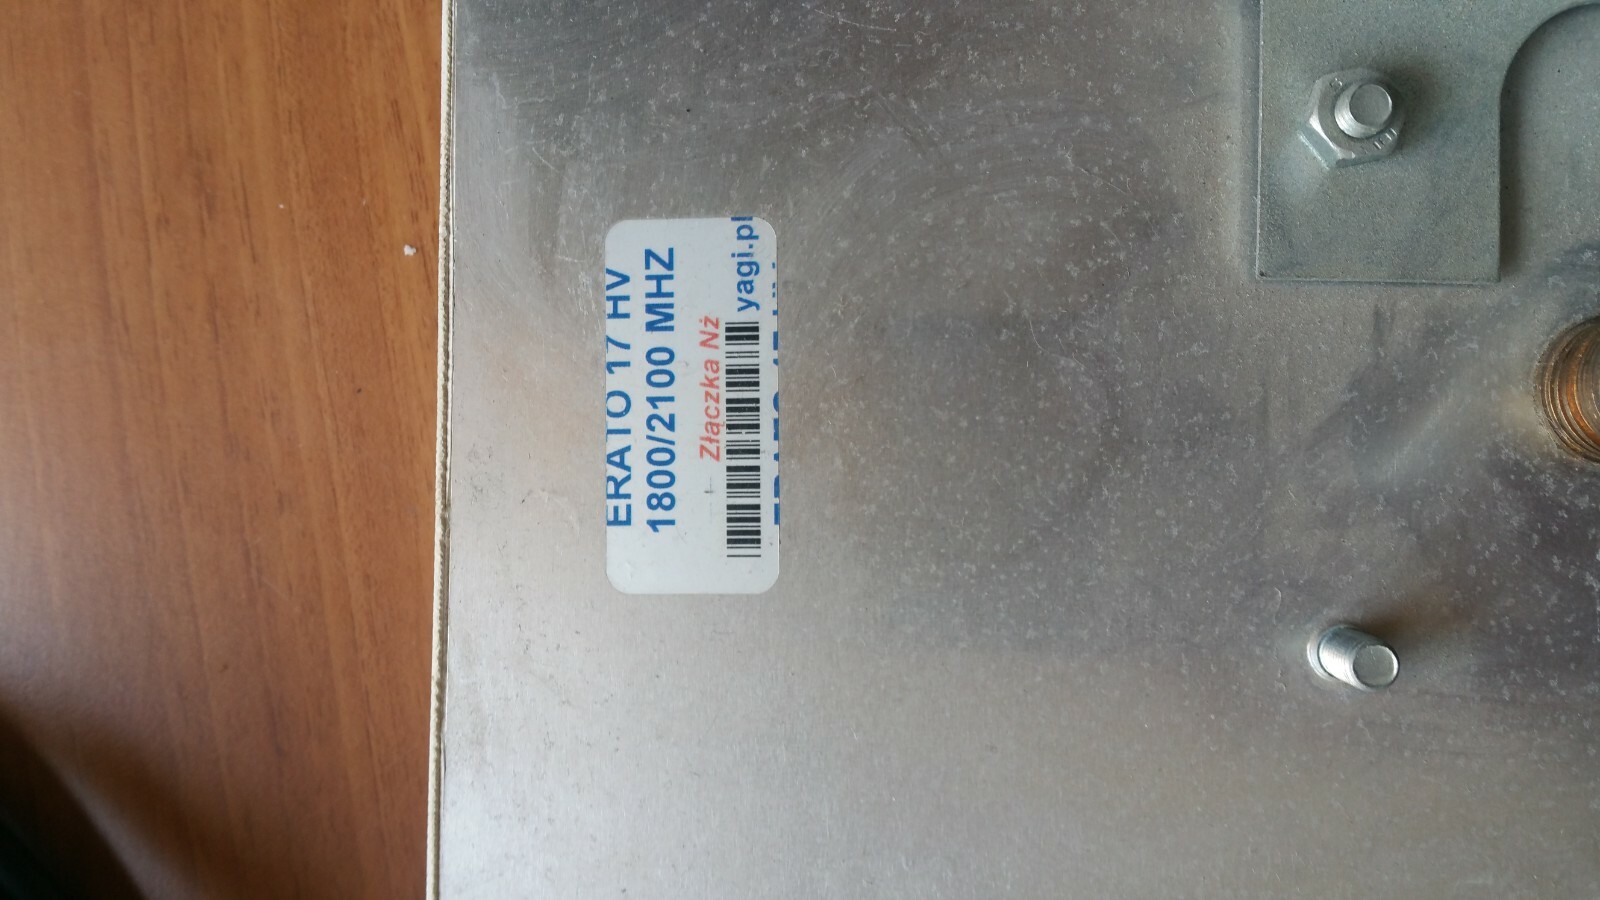 ERATO 17 HV
1800/2100 MHZ
Złączka Nż
yagi.pl